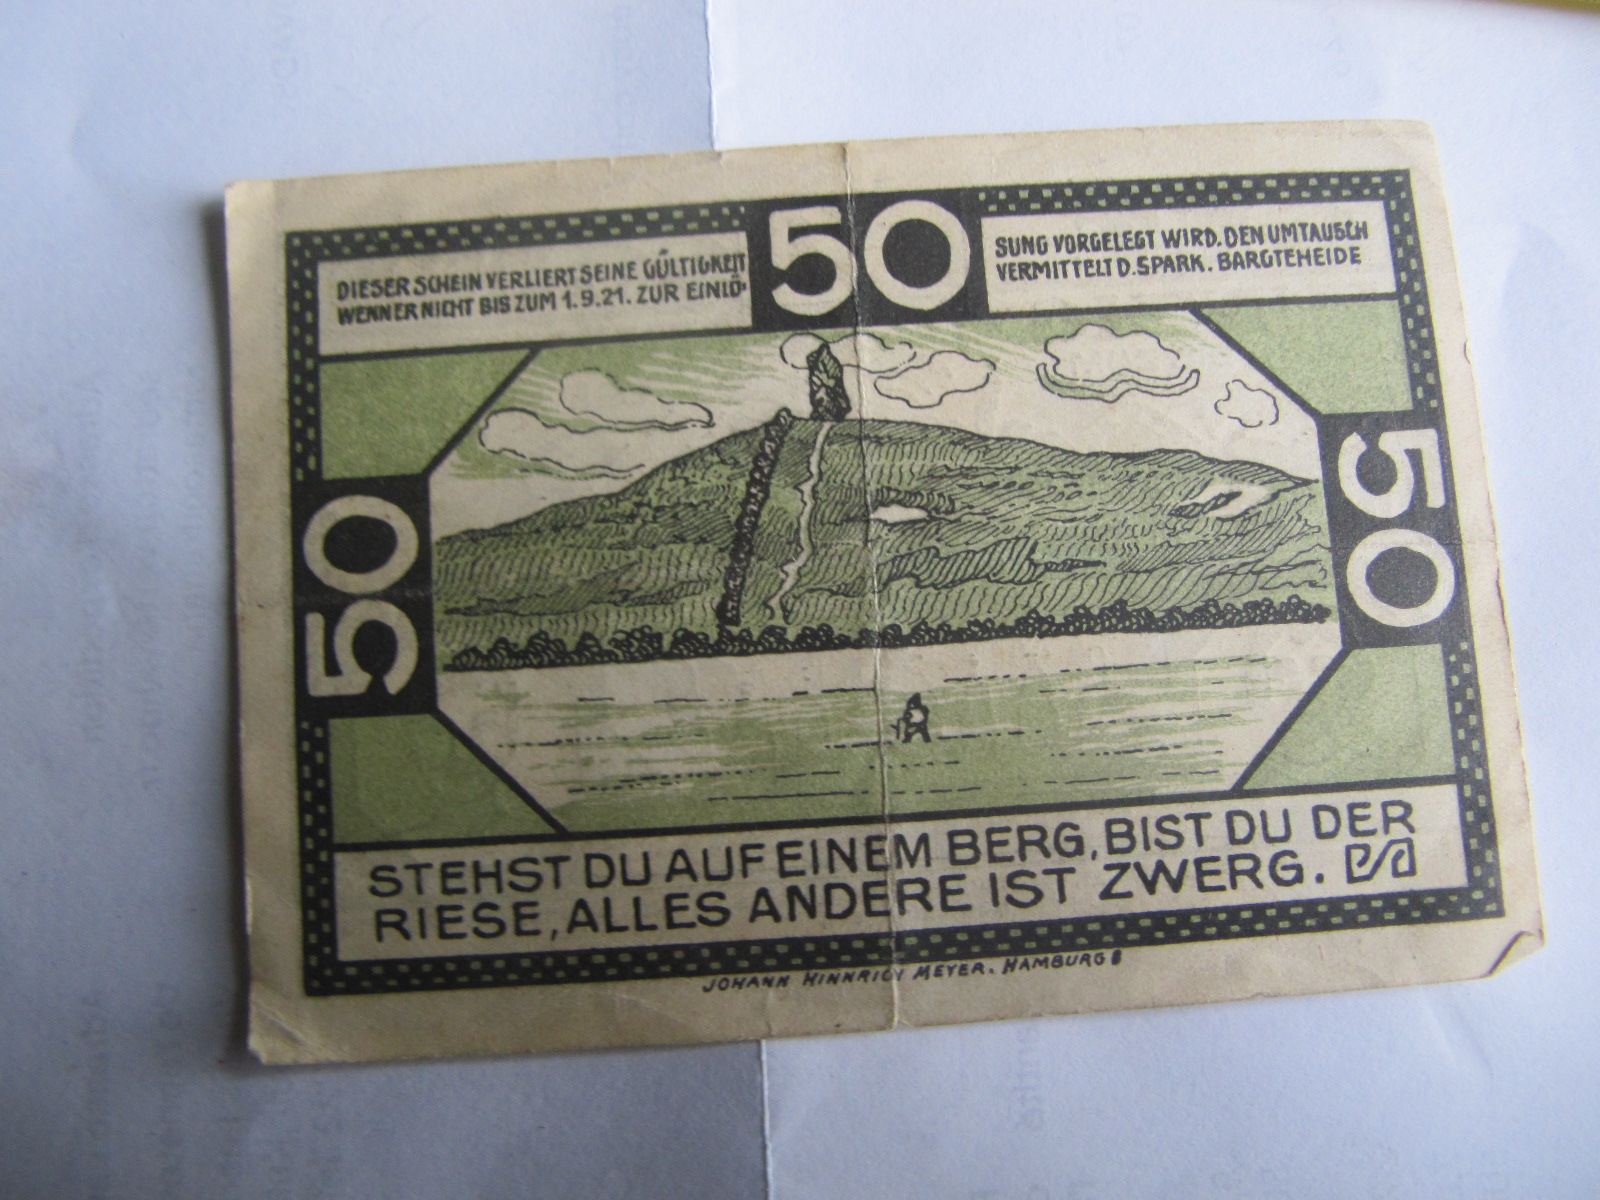 DIESER SCHEIN VERLIERT SEINE GÜLTIGKEIT
WENN ER NICHT BIS ZUM 1.9.21. ZUR EINLÖ-
50
SUNG VORGELEGT WIRD. DEN UMTAUSCH
VERMITTELT D. SPARK. BARGTEHEIDE
50
50
STEHST DU AUF EINEM BERG, BIST DU DER
RIESE, ALLES ANDERE IST ZWERG.
JOHANN HINNRICH MEYER. HAMBURG 8